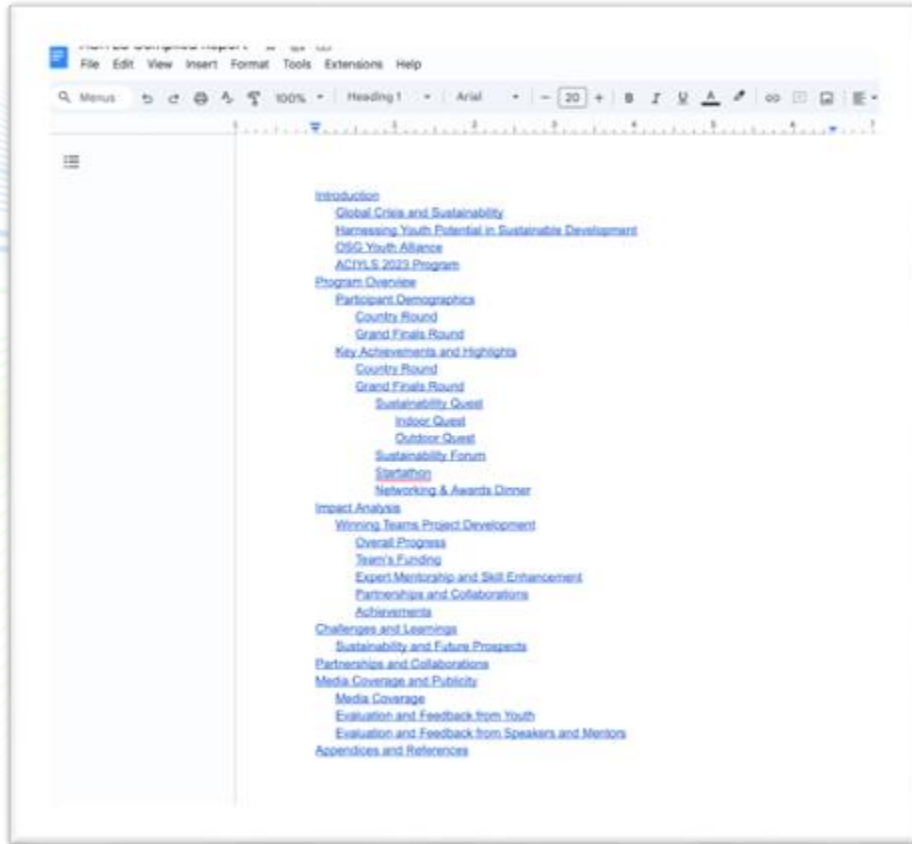 File Edit View Insert Format Tools Extensions Help
Menus 100% Heading 1 Arial 20 B I U A
Introduction
Global Crisis and Sustainability
Harnessing Youth Potential in Sustainable Development
OSG Youth Alliance
ACIYLS 2023 Program
Program Overview
Participant Demographics
Country Round
Grand Finals Round
Key Achievements and Highlights
Country Round
Grand Finals Round
Sustainability Quest
Indoor Quest
Outdoor Quest
Sustainability Forum
Startathon
Networking & Awards Dinner
Impact Analysis
Winning Teams Project Development
Overall Progress
Team's Funding
Expert Mentorship and Skill Enhancement
Partnerships and Collaborations
Achievements
Challenges and Learnings
Sustainability and Future Prospects
Partnerships and Collaborations
Media Coverage and Publicity
Media Coverage
Evaluation and Feedback from Youth
Evaluation and Feedback from Speakers and Mentors
Appendices and References